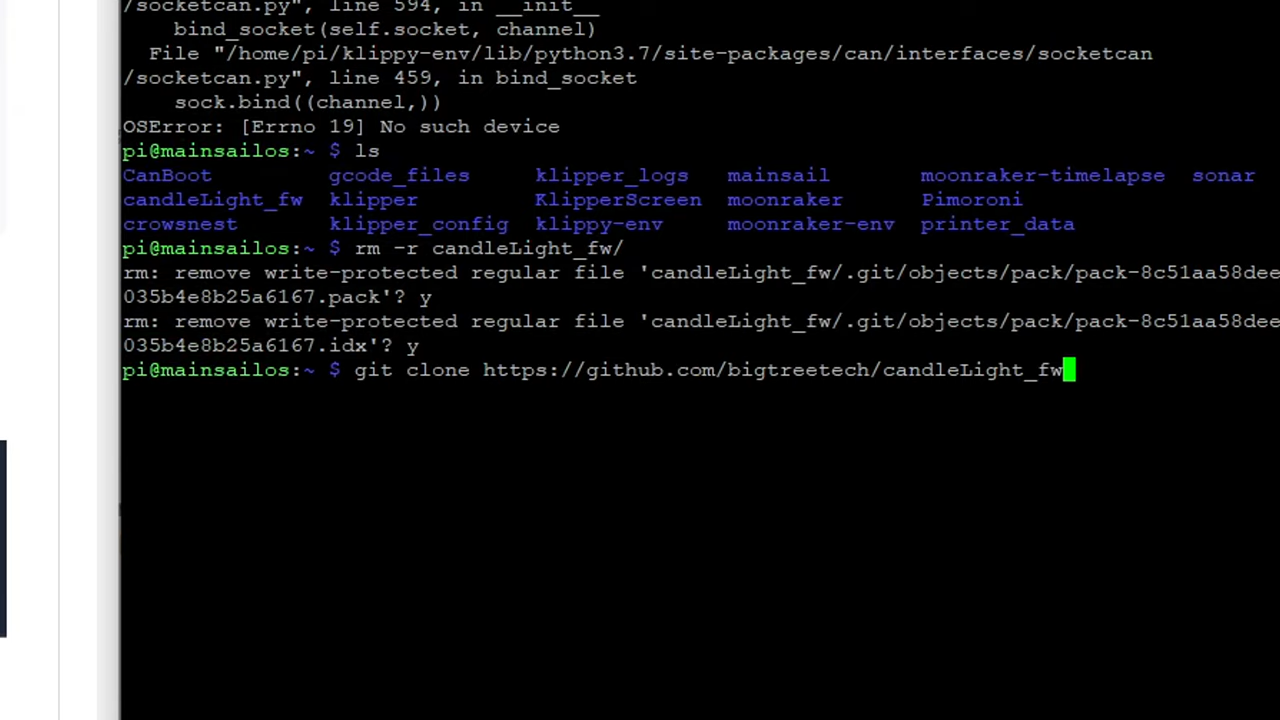 /socketcan.py", line 594, in __init__
bind_socket(self.socket, channel)
File "/home/pi/klippy-env/lib/python3.7/site-packages/can/interfaces/socketcan
/socketcan.py", line 459, in bind_socket
sock.bind((channel,))
OSError: [Errno 19] No such device
pi@mainsailos:~ $ ls
CanBoot gcode_files klipper_logs mainsail moonraker-timelapse sonar
candleLight_fw klipper KlipperScreen moonraker Pimoroni
crowsnest klipper_config klippy-env moonraker-env printer_data
pi@mainsailos:~ $ rm -r candleLight_fw/
rm: remove write-protected regular file 'candleLight_fw/.git/objects/pack/pack-8c51aa58dee
035b4e8b25a6167.pack'? y
rm: remove write-protected regular file 'candleLight_fw/.git/objects/pack/pack-8c51aa58dee
035b4e8b25a6167.idx'? y
pi@mainsailos:~ $ git clone https://github.com/bigtreetech/candleLight_fw